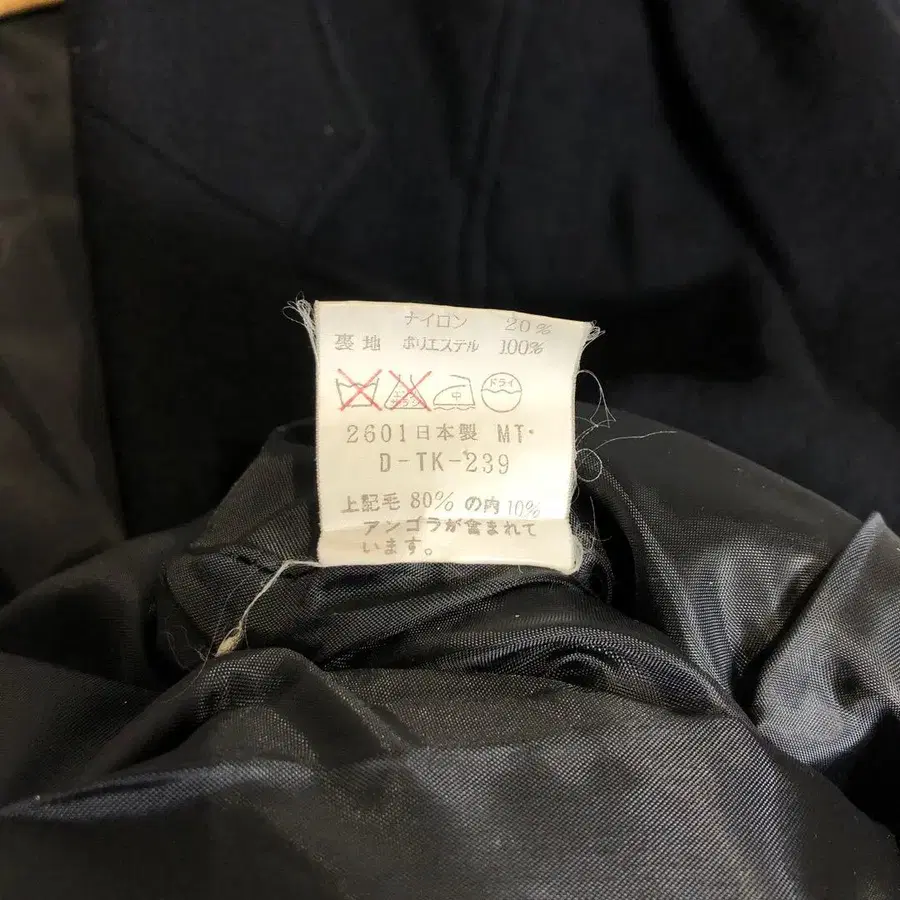 ナイロン 20%
裏地 ポリエステル 100%
中 ドライ
2601日本製 MT·
D-TK-239
上記毛 80% の内 10%
アンゴラが含まれて
います。